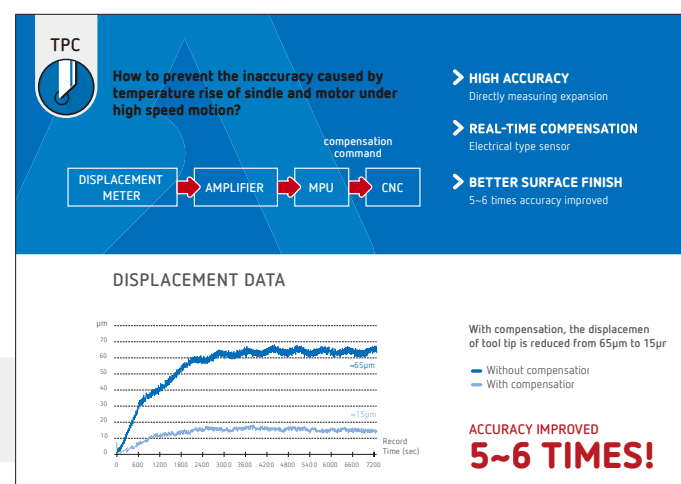 TPC
How to prevent the inaccuracy caused by
temperature rise of sindle and motor under
high speed motion?
compensation
command
DISPLACEMENT
METER
AMPLIFIER
MPU
CNC
HIGH ACCURACY
Directly measuring expansion
REAL-TIME COMPENSATION
Electrical type sensor
BETTER SURFACE FINISH
5~6 times accuracy improved
DISPLACEMENT DATA
μm
70
60
50
40
30
20
10
0
≈65μm
≈15μm
Record
Time (sec)
0 600 1200 1800 2400 3000 3600 4200 4800 5400 6000 6600 7200
With compensation, the displacemen
of tool tip is reduced from 65μm to 15μr
Without compensatior
With compensatior
ACCURACY IMPROVED
5~6 TIMES!